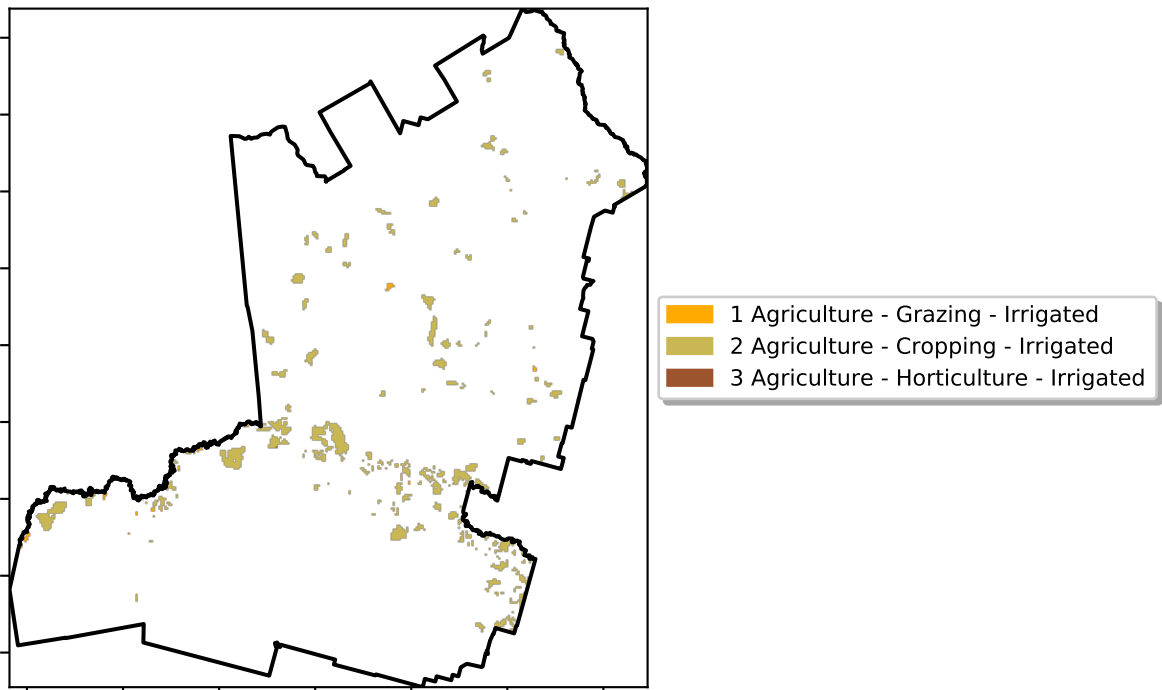 1 Agriculture - Grazing - Irrigated
2 Agriculture - Cropping - Irrigated
3 Agriculture - Horticulture - Irrigated